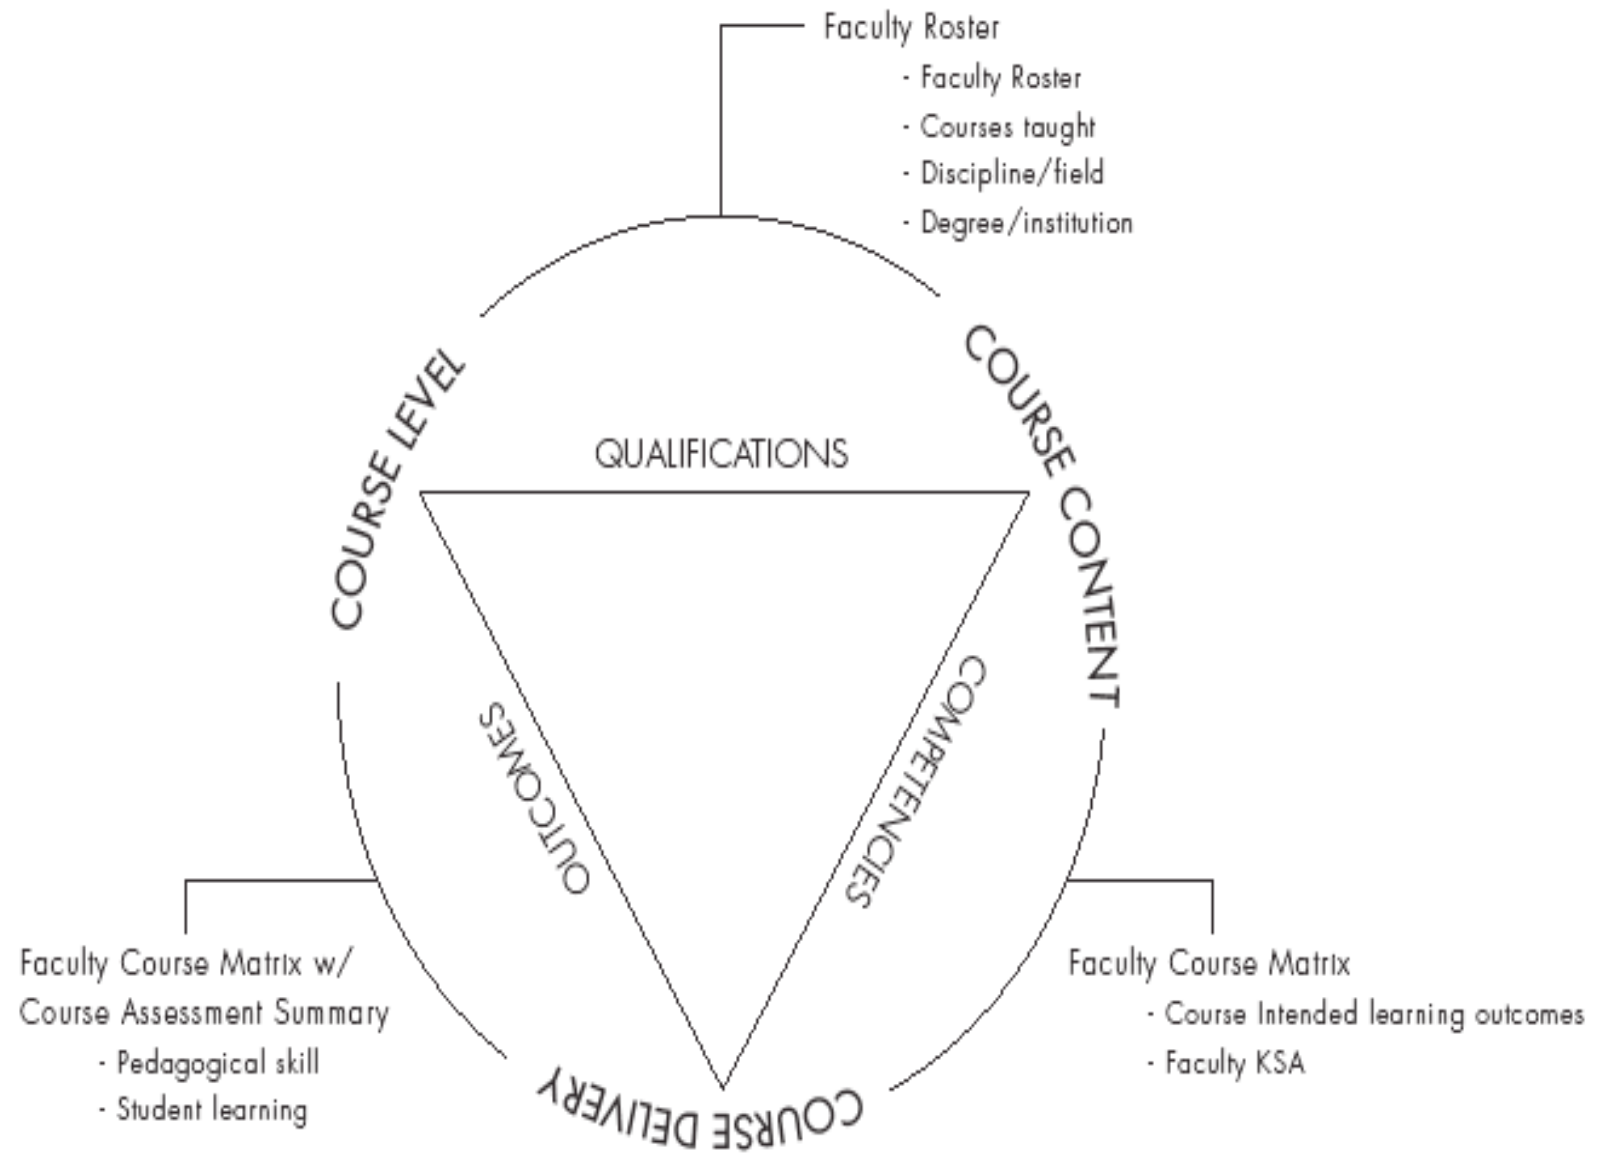 Faculty Roster
- Faculty Roster
- Courses taught
- Discipline/field
- Degree/institution
COURSE LEVEL
COURSE CONTENT
QUALIFICATIONS
OUTCOMES
COMPETENCIES
Faculty Course Matrix w/
Course Assessment Summary
- Pedagogical skill
- Student learning
Faculty Course Matrix
- Course Intended learning outcomes
- Faculty KSA
COURSE DELIVERY